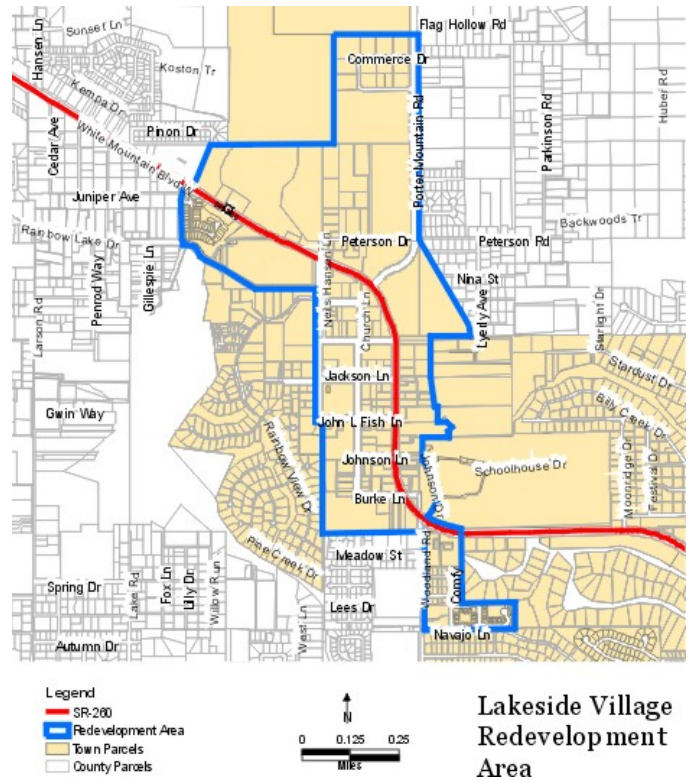 Flag Hollow Rd
Hansen Ln
Sunset Ln
Koston Tr
Commerce Dr
Huber Rd
Kempa Dr
Porter Mountain Rd
Parkinson Rd
Cedar Ave
Pinon Dr
White Mountain Blvd
Juniper Ave
Backwoods Tr
Rainbow Lake Dr
Peterson Dr
Peterson Rd
Penrod Way
Gillespie Ln
Niels Hansen Ln
Nina St
Larson Rd
Church Ln
Lyerly Ave
Starlight Dr
Jackson Ln
Stardust Dr
Gwin Way
John L Fish Ln
Billy Creek Dr
Rainbow View Dr
Johnson Ln
Johnson Dr
Schoolhouse Dr
Moonridge Dr
Festival Dr
Burke Ln
Pine Creek Dr
Meadow St
Woodland Rd
Comfy
Spring Dr
Lake Rd
Fox Ln
Lilly Dr
Willow Run
West Ln
Lees Dr
Navajo Ln
Autumn Dr
Legend
SR-260
Redevelopment Area
Town Parcels
County Parcels
N
0 0.125 0.25
Miles
Lakeside Village
Redevelopment
Area